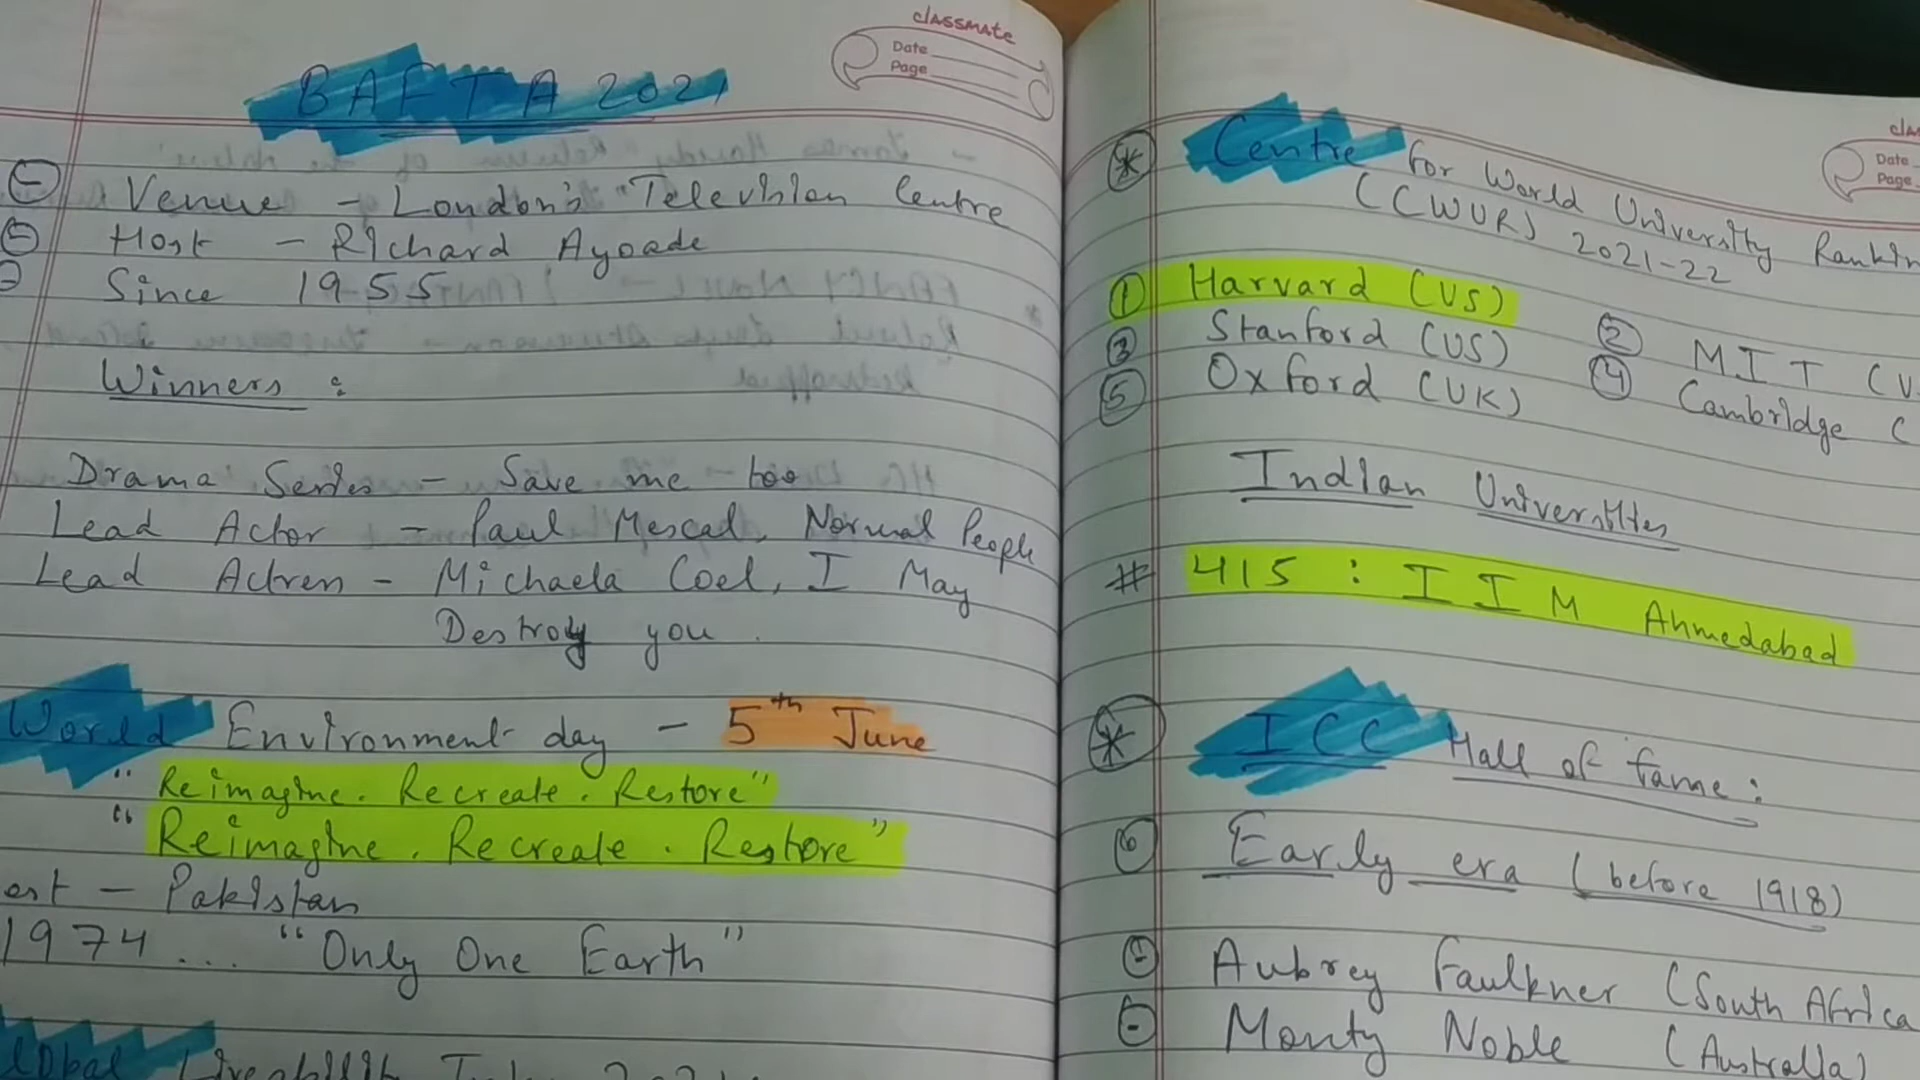 classmate
Date
Page
BAFTA 2021
Venue - London's Television Centre
Host - Richard Ayoade
Since 1955
Winners :
Drama Series - Save me too
Lead Actor - Paul Mescal, Normal People
Lead Actress - Michaela Coel, I May
Destroy you.
World Environment day - 5th June
"Reimagine. Recreate. Restore"
"Reimagine. Recreate. Restore"
- Pakistan
1974... "Only One Earth"
Liveability
Date
Page
* Centre for World University
(CWUR) 2021-22
① Harvard (US)
② MIT
③ Stanford (US)
④ Cambridge
⑤ Oxford (UK)
Indian Universities
# 415 : IIM Ahmedabad
* ICC Hall of fame :
Early era (before 1918)
Aubrey Faulkner (South Africa
Monty Noble (Australia)